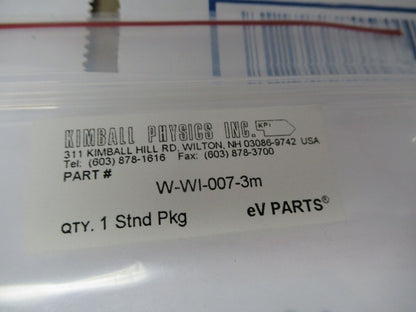 KIMBALL PHYSICS INC. KPI
311 KIMBALL HILL RD, WILTON, NH 03086-9742 USA
Tel: (603) 878-1616 Fax: (603) 878-3700
PART #
W-WI-007-3m
QTY. 1 Stnd Pkg
eV PARTS®